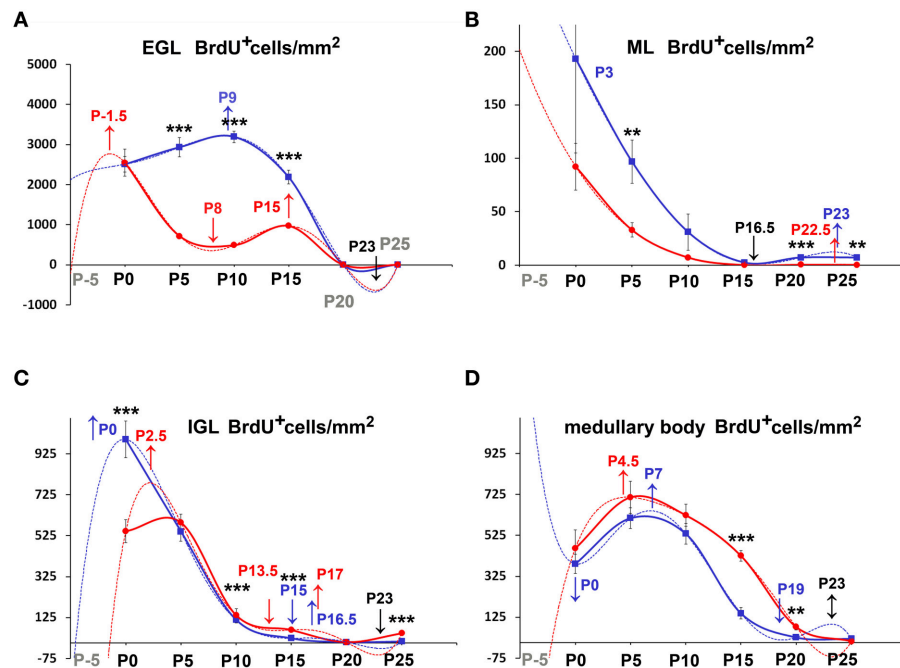 A
EGL BrdU+cells/mm2
5000
4000
3000
2000
1000
0
-1000
P-1.5
***
P9
***
***
P8
P15
P23
P25
P-5
P0
P5
P10
P15
P20
B
ML BrdU+cells/mm2
200
150
100
50
0
P3
**
P16.5
P23
P22.5
***
**
P-5
P0
P5
P10
P15
P20
P25
C
IGL BrdU+cells/mm2
925
725
525
325
125
-75
P0
***
P2.5
***
P13.5
***
P15
P17
P16.5
P23
***
P-5
P0
P5
P10
P15
P20
P25
D
medullary body BrdU+cells/mm2
925
725
525
325
125
-75
P4.5
P7
P0
***
P19
**
P23
P-5
P0
P5
P10
P15
P20
P25